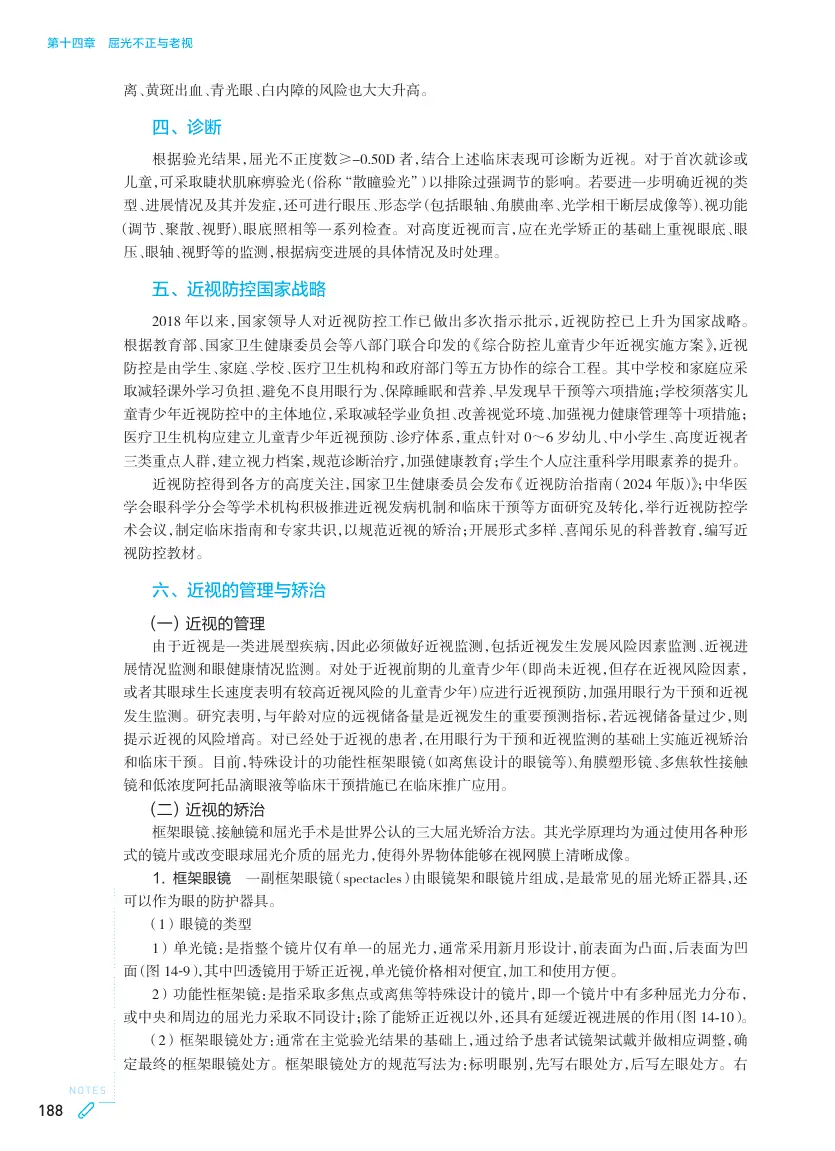 第十四章 屈光不正与老视
离、黄斑出血、青光眼、白内障的风险也大大升高。
四、诊断
根据验光结果，屈光不正度数≥-0.50D 者，结合上述临床表现可诊断为近视。对于首次就诊或
儿童，可采取睫状肌麻痹验光（俗称“散瞳验光”）以排除过强调节的影响。若要进一步明确近视的类
型、进展情况及其并发症，还可进行眼压、形态学（包括眼轴、角膜曲率、光学相干断层成像等）、视功能
（调节、聚散、视野）、眼底照相等一系列检查。对高度近视而言，应在光学矫正的基础上重视眼底、眼
压、眼轴、视野等的监测，根据病变进展的具体情况及时处理。
五、近视防控国家战略
2018 年以来，国家领导人对近视防控工作已做出多次指示批示，近视防控已上升为国家战略。
根据教育部、国家卫生健康委员会等八部门联合印发的《综合防控儿童青少年近视实施方案》，近视
防控是由学生、家庭、学校、医疗卫生机构和政府部门等五方协作的综合工程。其中学校和家庭应采
取减轻课外学习负担、避免不良用眼行为、保障睡眠和营养、早发现早干预等六项措施；学校须落实儿
童青少年近视防控中的主体地位，采取减轻学业负担、改善视觉环境、加强视力健康管理等十项措施；
医疗卫生机构应建立儿童青少年近视预防、诊疗体系，重点针对 0～6 岁幼儿、中小学生、高度近视者
三类重点人群，建立视力档案，规范诊断治疗，加强健康教育；学生个人应注重科学用眼素养的提升。
近视防控得到各方的高度关注，国家卫生健康委员会发布《近视防治指南（2024 年版）》；中华医
学会眼科学分会等学术机构积极推进近视发病机制和临床干预等方面研究及转化，举行近视防控学
术会议，制定临床指南和专家共识，以规范近视的矫治；开展形式多样、喜闻乐见的科普教育，编写近
视防控教材。
六、近视的管理与矫治
（一）近视的管理
由于近视是一类进展型疾病，因此必须做好近视监测，包括近视发生发展风险因素监测、近视进
展情况监测和眼健康情况监测。对处于近视前期的儿童青少年（即尚未近视，但存在近视风险因素，
或者其眼球生长速度表明有较高近视风险的儿童青少年）应进行近视预防，加强用眼行为干预和近视
发生监测。研究表明，与年龄对应的远视储备量是近视发生的重要预测指标，若远视储备量过少，则
提示近视的风险增高。对已经处于近视的患者，在用眼行为干预和近视监测的基础上实施近视矫治
和临床干预。目前，特殊设计的功能性框架眼镜（如离焦设计的眼镜等）、角膜塑形镜、多焦软性接触
镜和低浓度阿托品滴眼液等临床干预措施已在临床推广应用。
（二）近视的矫治
框架眼镜、接触镜和屈光手术是世界公认的三大屈光矫治方法。其光学原理均为通过使用各种形
式的镜片或改变眼球屈光介质的屈光力，使得外界物体能够在视网膜上清晰成像。
1. 框架眼镜 一副框架眼镜（spectacles）由眼镜架和眼镜片组成，是最常见的屈光矫正器具，还
可以作为眼的防护器具。
（1）眼镜的类型
1）单光镜：是指整个镜片仅有单一的屈光力，通常采用新月形设计，前表面为凸面，后表面为凹
面（图 14-9），其中凹透镜用于矫正近视，单光镜价格相对便宜，加工和使用方便。
2）功能性框架镜：是指采取多焦点或离焦等特殊设计的镜片，即一个镜片中有多种屈光力分布，
或中央和周边的屈光力采取不同设计；除了能矫正近视以外，还具有延缓近视进展的作用（图 14-10）。
（2）框架眼镜处方：通常在主觉验光结果的基础上，通过给予患者试镜架试戴并做相应调整，确
定最终的框架眼镜处方。框架眼镜处方的规范写法为：标明眼别，先写右眼处方，后写左眼处方。右
NOTES
188